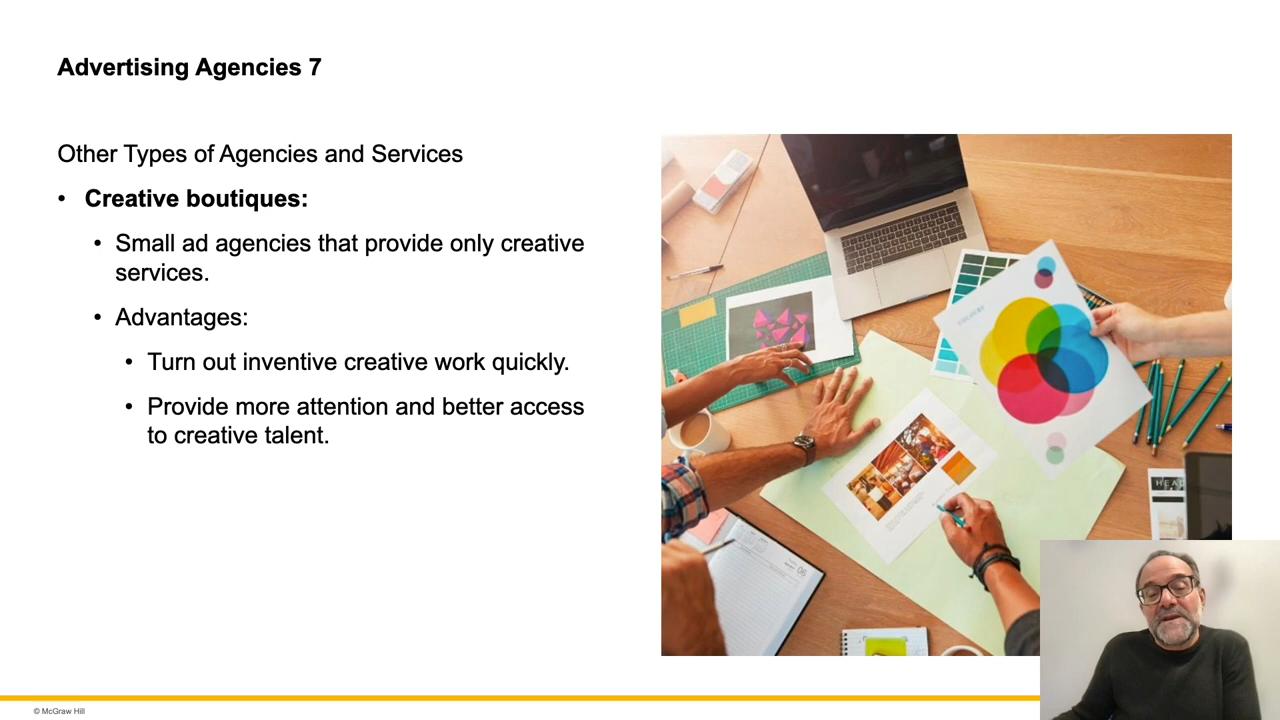 Advertising Agencies 7
Other Types of Agencies and Services
• Creative boutiques:
• Small ad agencies that provide only creative
services.
• Advantages:
• Turn out inventive creative work quickly.
• Provide more attention and better access
to creative talent.
06
© McGraw Hill